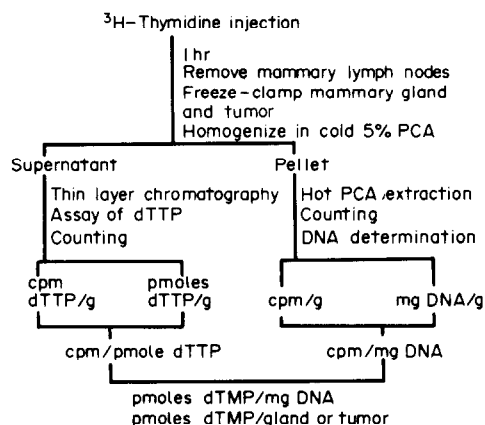 ³H-Thymidine injection
1 hr
Remove mammary lymph nodes
Freeze-clamp mammary gland
and tumor
Homogenize in cold 5% PCA
Supernatant
Pellet
Thin layer chromatography
Assay of dTTP
Counting
Hot PCA extraction
Counting
DNA determination
cpm
dTTP/g
pmoles
dTTP/g
cpm/g
mg DNA/g
cpm/pmole dTTP
cpm/mg DNA
pmoles dTMP/mg DNA
pmoles dTMP/gland or tumor